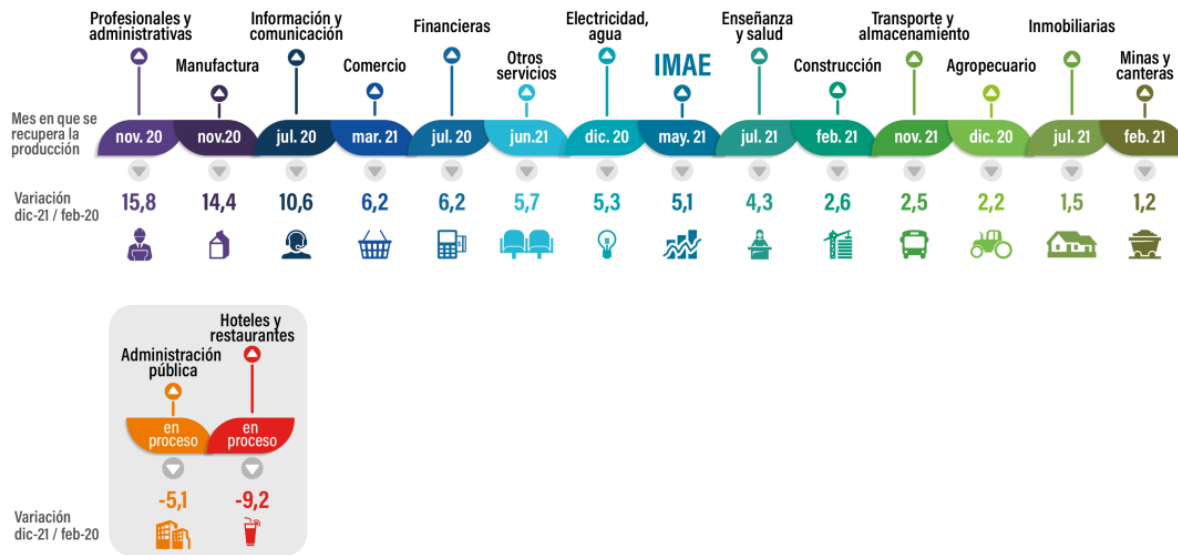 Profesionales y
administrativas
Manufactura
Información y
comunicación
Comercio
Financieras
Otros
servicios
Electricidad,
agua
IMAE
Enseñanza
y salud
Construcción
Transporte y
almacenamiento
Agropecuario
Inmobiliarias
Minas y
canteras
Mes en que se
recupera la
producción
nov. 20
nov.20
jul. 20
mar. 21
jul. 20
jun.21
dic. 20
may. 21
jul. 21
feb. 21
nov. 21
dic. 20
jul. 21
feb. 21
Variación
dic-21 / feb-20
15,8
14,4
10,6
6,2
6,2
5,7
5,3
5,1
4,3
2,6
2,5
2,2
1,5
1,2
Administración
pública
Hoteles y
restaurantes
en
proceso
en
proceso
Variación
dic-21 / feb-20
-5,1
-9,2